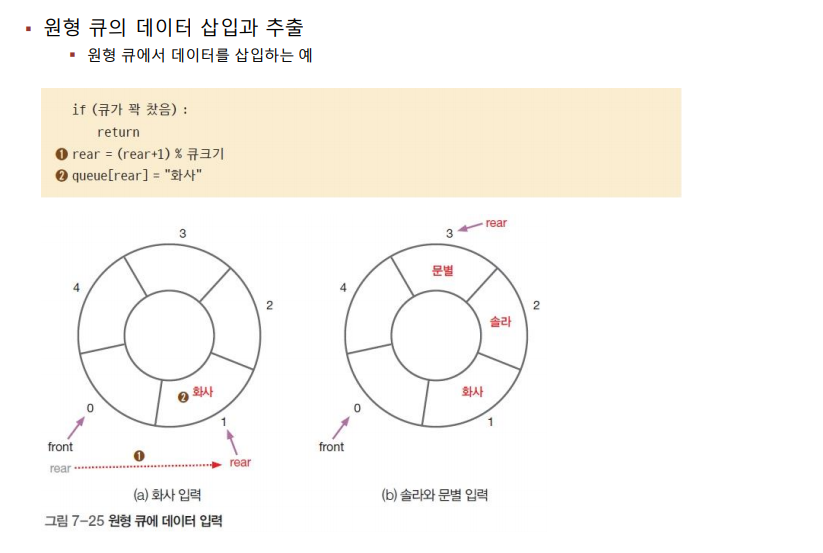 원형 큐의 데이터 삽입과 추출
원형 큐에서 데이터를 삽입하는 예
if (큐가 꽉 찼음) :
return
❶ rear = (rear+1) % 큐크기
❷ queue[rear] = "화사"
3
4
2
❷ 화사
0
1
front
rear
❶
rear
(a) 화사 입력
3
rear
문별
4
2
솔라
화사
0
1
front
(b) 솔라와 문별 입력
그림 7-25 원형 큐에 데이터 입력